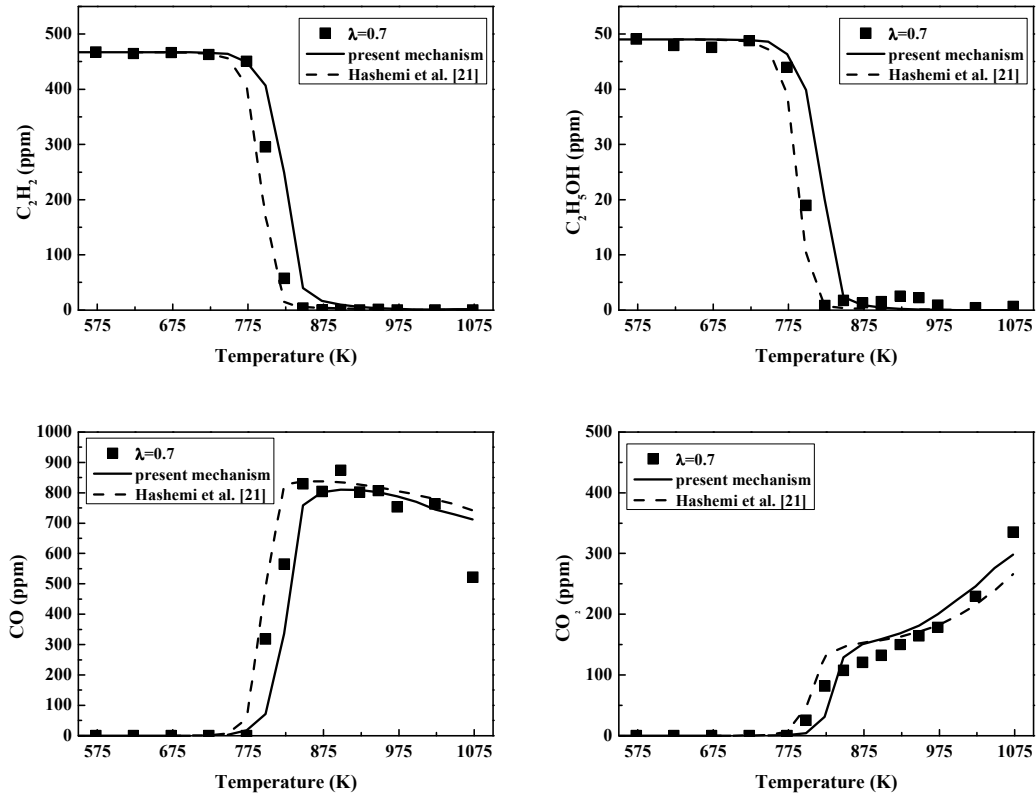 500
400
300
200
100
0
C₂H₂ (ppm)
λ=0.7
present mechanism
Hashemi et al. [21]
575 675 775 875 975 1075
Temperature (K)
50
40
30
20
10
0
C₂H₅OH (ppm)
λ=0.7
present mechanism
Hashemi et al. [21]
575 675 775 875 975 1075
Temperature (K)
1000
900
800
700
600
500
400
300
200
100
0
CO (ppm)
λ=0.7
present mechanism
Hashemi et al. [21]
575 675 775 875 975 1075
Temperature (K)
500
400
300
200
100
0
CO₂ (ppm)
λ=0.7
present mechanism
Hashemi et al. [21]
575 675 775 875 975 1075
Temperature (K)